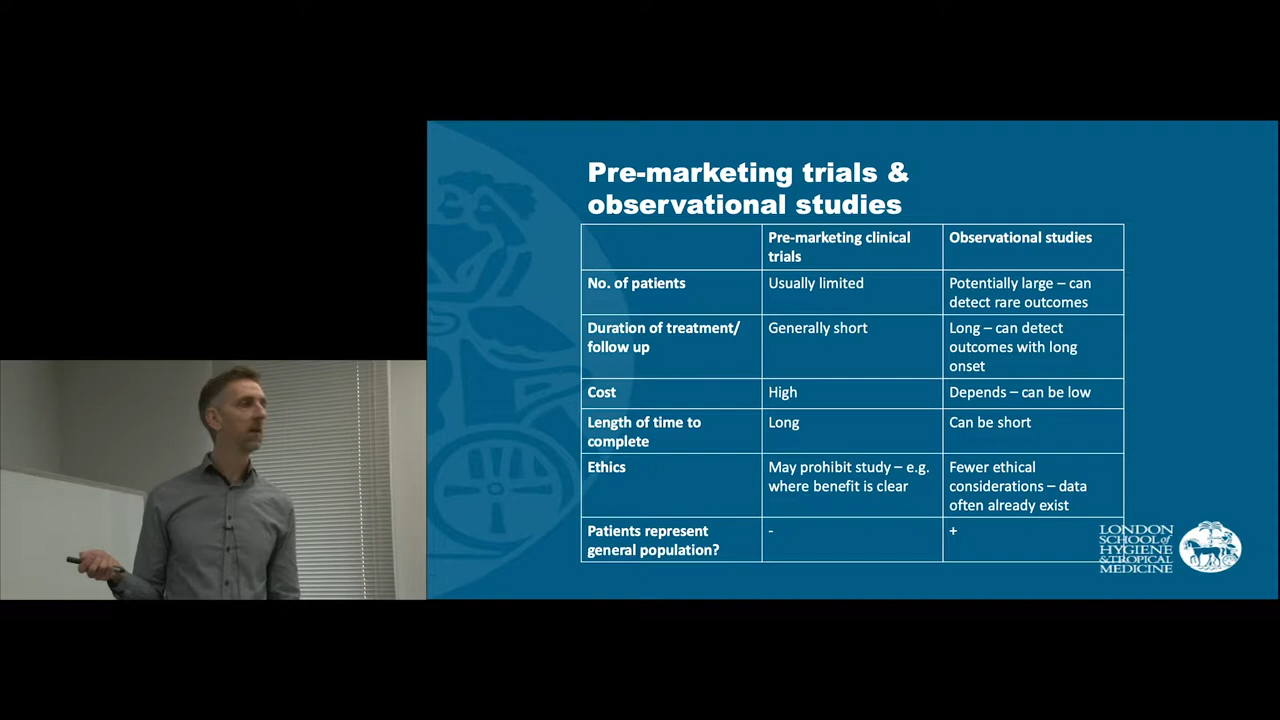 Pre-marketing trials &
observational studies
Pre-marketing clinical
trials
Observational studies
No. of patients
Usually limited
Potentially large – can
detect rare outcomes
Duration of treatment/
follow up
Generally short
Long – can detect
outcomes with long
onset
Cost
High
Depends – can be low
Length of time to
complete
Long
Can be short
Ethics
May prohibit study – e.g.
where benefit is clear
Fewer ethical
considerations – data
often already exist
Patients represent
general population?
-
+
LONDON
SCHOOL of
HYGIENE
& TROPICAL
MEDICINE